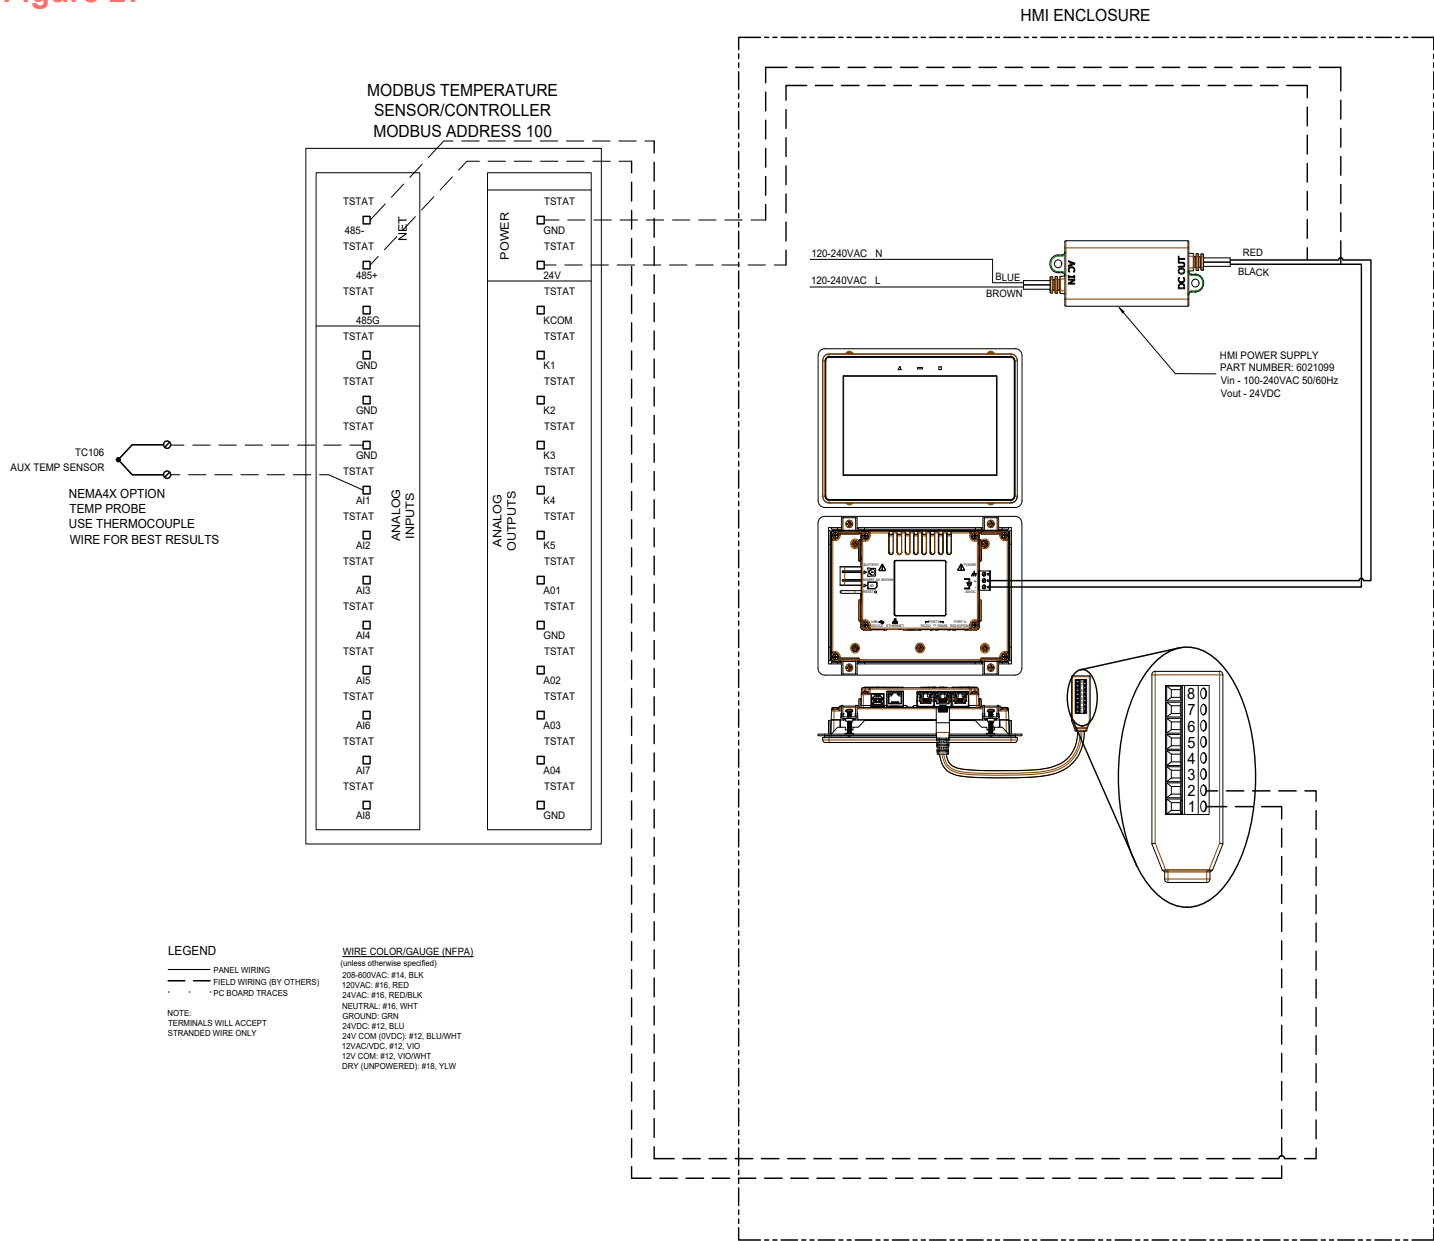 HMI ENCLOSURE
MODBUS TEMPERATURE
SENSOR/CONTROLLER
MODBUS ADDRESS 100
TSTAT
485-
TSTAT
485+
TSTAT
485G
NET
TSTAT
GND
TSTAT
GND
TSTAT
GND
TSTAT
AI1
TSTAT
AI2
TSTAT
AI3
TSTAT
AI4
TSTAT
AI5
TSTAT
AI6
TSTAT
AI7
TSTAT
AI8
ANALOG
INPUTS
POWER
TSTAT
GND
TSTAT
24V
TSTAT
KCOM
TSTAT
K1
TSTAT
K2
TSTAT
K3
TSTAT
K4
TSTAT
K5
TSTAT
A01
TSTAT
GND
TSTAT
A02
TSTAT
A03
TSTAT
A04
TSTAT
GND
ANALOG
OUTPUTS
TC106
AUX TEMP SENSOR
NEMA4X OPTION
TEMP PROBE
USE THERMOCOUPLE
WIRE FOR BEST RESULTS
120-240VAC N
120-240VAC L
BLUE
BROWN
AC IN
DC OUT
RED
BLACK
HMI POWER SUPPLY
PART NUMBER: 6021099
Vin - 100-240VAC 50/60Hz
Vout - 24VDC
BATTERY
POWER
8
7
6
5
4
3
2
1
LEGEND
PANEL WIRING
FIELD WIRING (BY OTHERS)
PC BOARD TRACES
NOTE:
TERMINALS WILL ACCEPT
STRANDED WIRE ONLY
WIRE COLOR/GAUGE (NFPA)
(unless otherwise specified)
208-600VAC: #14, BLK
120VAC: #16, RED
24VAC: #16, RED/BLK
NEUTRAL: #16, WHT
GROUND: GRN
24VDC: #12, BLU
24V COM (0VDC): #12, BLU/WHT
12VAC/VDC, #12, VIO
12V COM: #12, VIO/WHT
DRY (UNPOWERED): #18, YLW